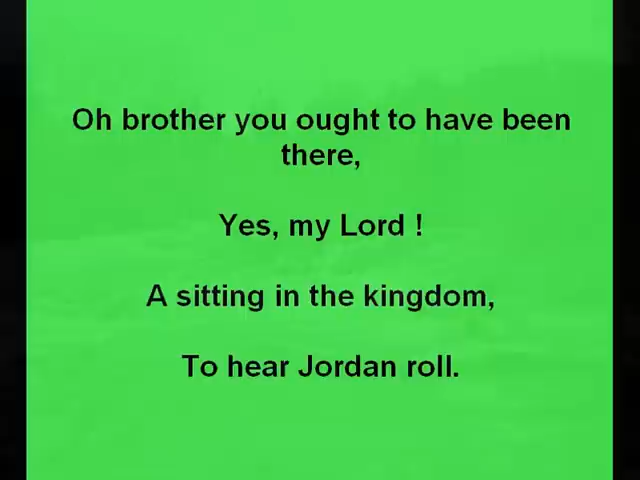 Oh brother you ought to have been
there,
Yes, my Lord !
A sitting in the kingdom,
To hear Jordan roll.